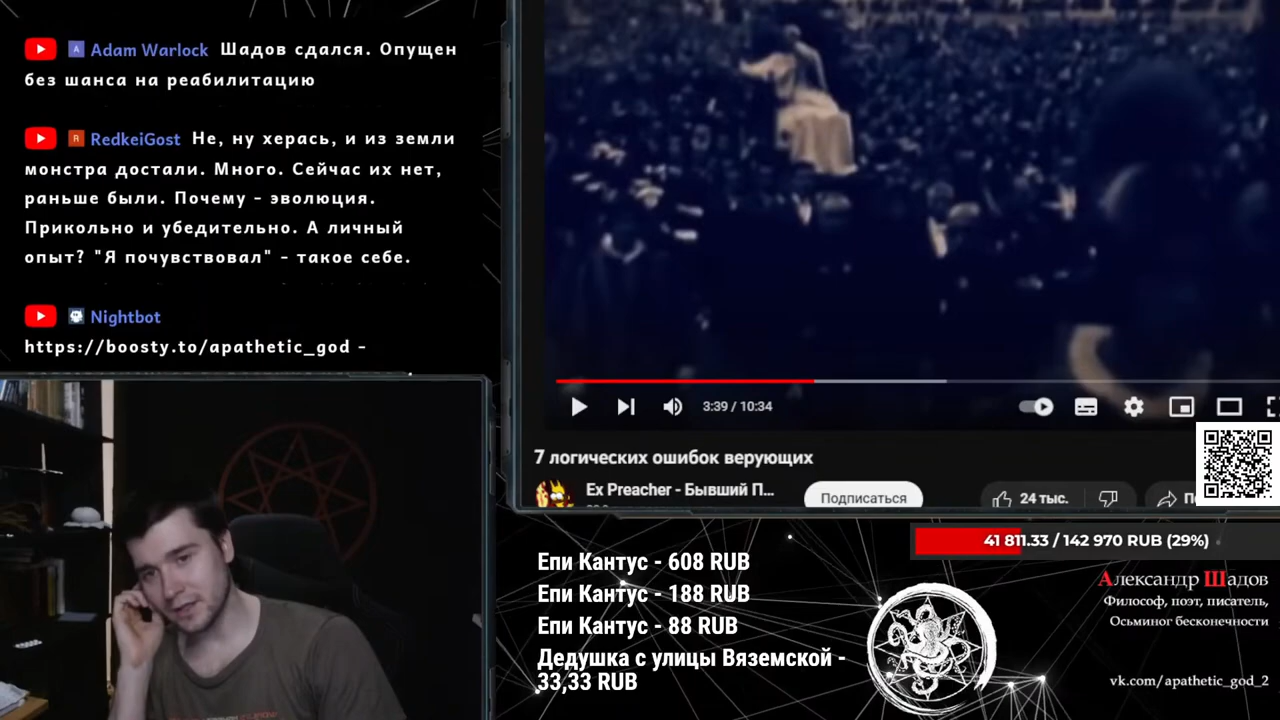 Adam Warlock Шадов сдался. Опущен
без шанса на реабилитацию
RedkeiGost Не, ну херась, и из земли
монстра достали. Много. Сейчас их нет,
раньше были. Почему - эволюция.
Прикольно и убедительно. А личный
опыт? "Я почувствовал" - такое себе.
Nightbot
https://boosty.to/apathetic_god -
3:39 / 10:34
7 логических ошибок верующих
Ex Preacher - Бывший П...
Подписаться
24 тыс.
41 811.33 / 142 970 RUB (29%)
Епи Кантус - 608 RUB
Епи Кантус - 188 RUB
Епи Кантус - 88 RUB
Дедушка с улицы Вяземской -
33,33 RUB
Александр Шадов
Философ, поэт, писатель,
Осьминог бесконечности
vk.com/apathetic_god_2